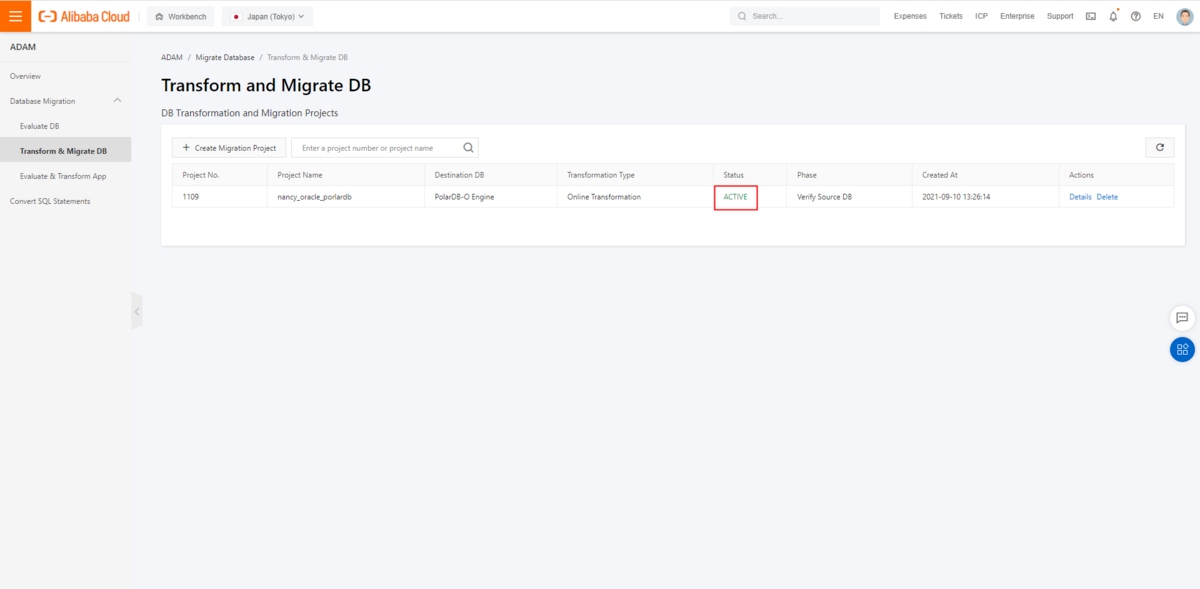 Alibaba Cloud
Workbench
Japan (Tokyo)
Search...
Expenses Tickets ICP Enterprise Support EN
ADAM
Overview
Database Migration
Evaluate DB
Transform & Migrate DB
Evaluate & Transform App
Convert SQL Statements
ADAM / Migrate Database / Transform & Migrate DB
Transform and Migrate DB
DB Transformation and Migration Projects
+ Create Migration Project
Enter a project number or project name
Project No. Project Name Destination DB Transformation Type Status Phase Created At Actions
1109 nancy_oracle_porlardb PolarDB-O Engine Online Transformation ACTIVE Verify Source DB 2021-09-10 13:26:14 Details Delete